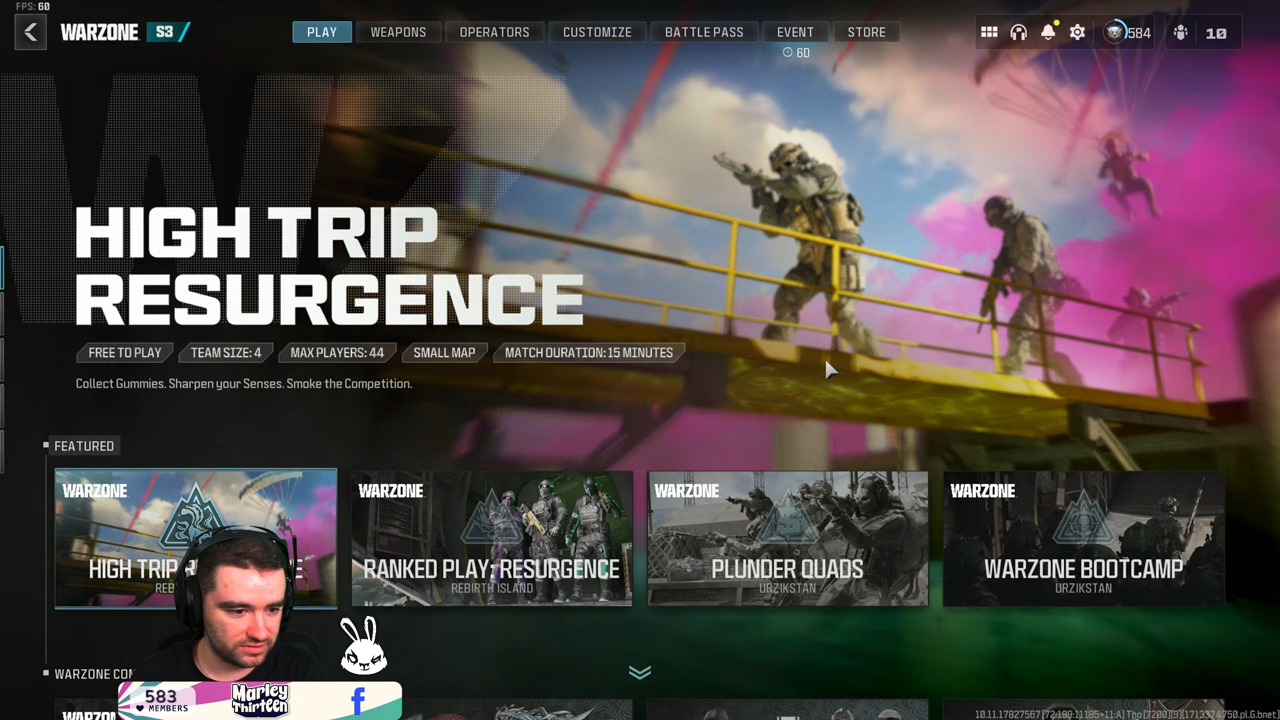 FPS: 60
WARZONE S3 PLAY WEAPONS OPERATORS CUSTOMIZE BATTLE PASS EVENT STORE 584 10
6D
HIGH TRIP
RESURGENCE
FREE TO PLAY TEAM SIZE: 4 MAX PLAYERS: 44 SMALL MAP MATCH DURATION: 15 MINUTES
Collect Gummies. Sharpen your Senses. Smoke the Competition.
FEATURED
WARZONE WARZONE WARZONE WARZONE
HIGH TRIP RANKED PLAY: RESURGENCE PLUNDER QUADS WARZONE BOOTCAMP
REBIRTH ISLAND URZIKSTAN URZIKSTAN
WARZONE
583
MEMBERS
Marley
Thirteen
f
WARZONE